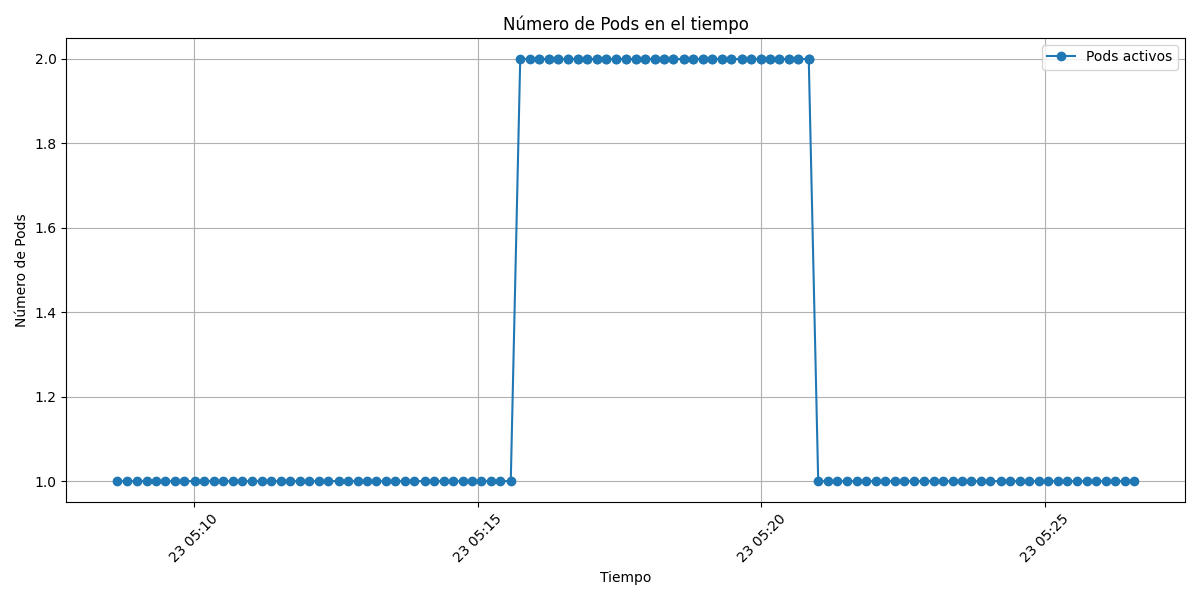 Número de Pods en el tiempo
Pods activos
Número de Pods
2.0
1.8
1.6
1.4
1.2
1.0
23 05:10
23 05:15
23 05:20
23 05:25
Tiempo